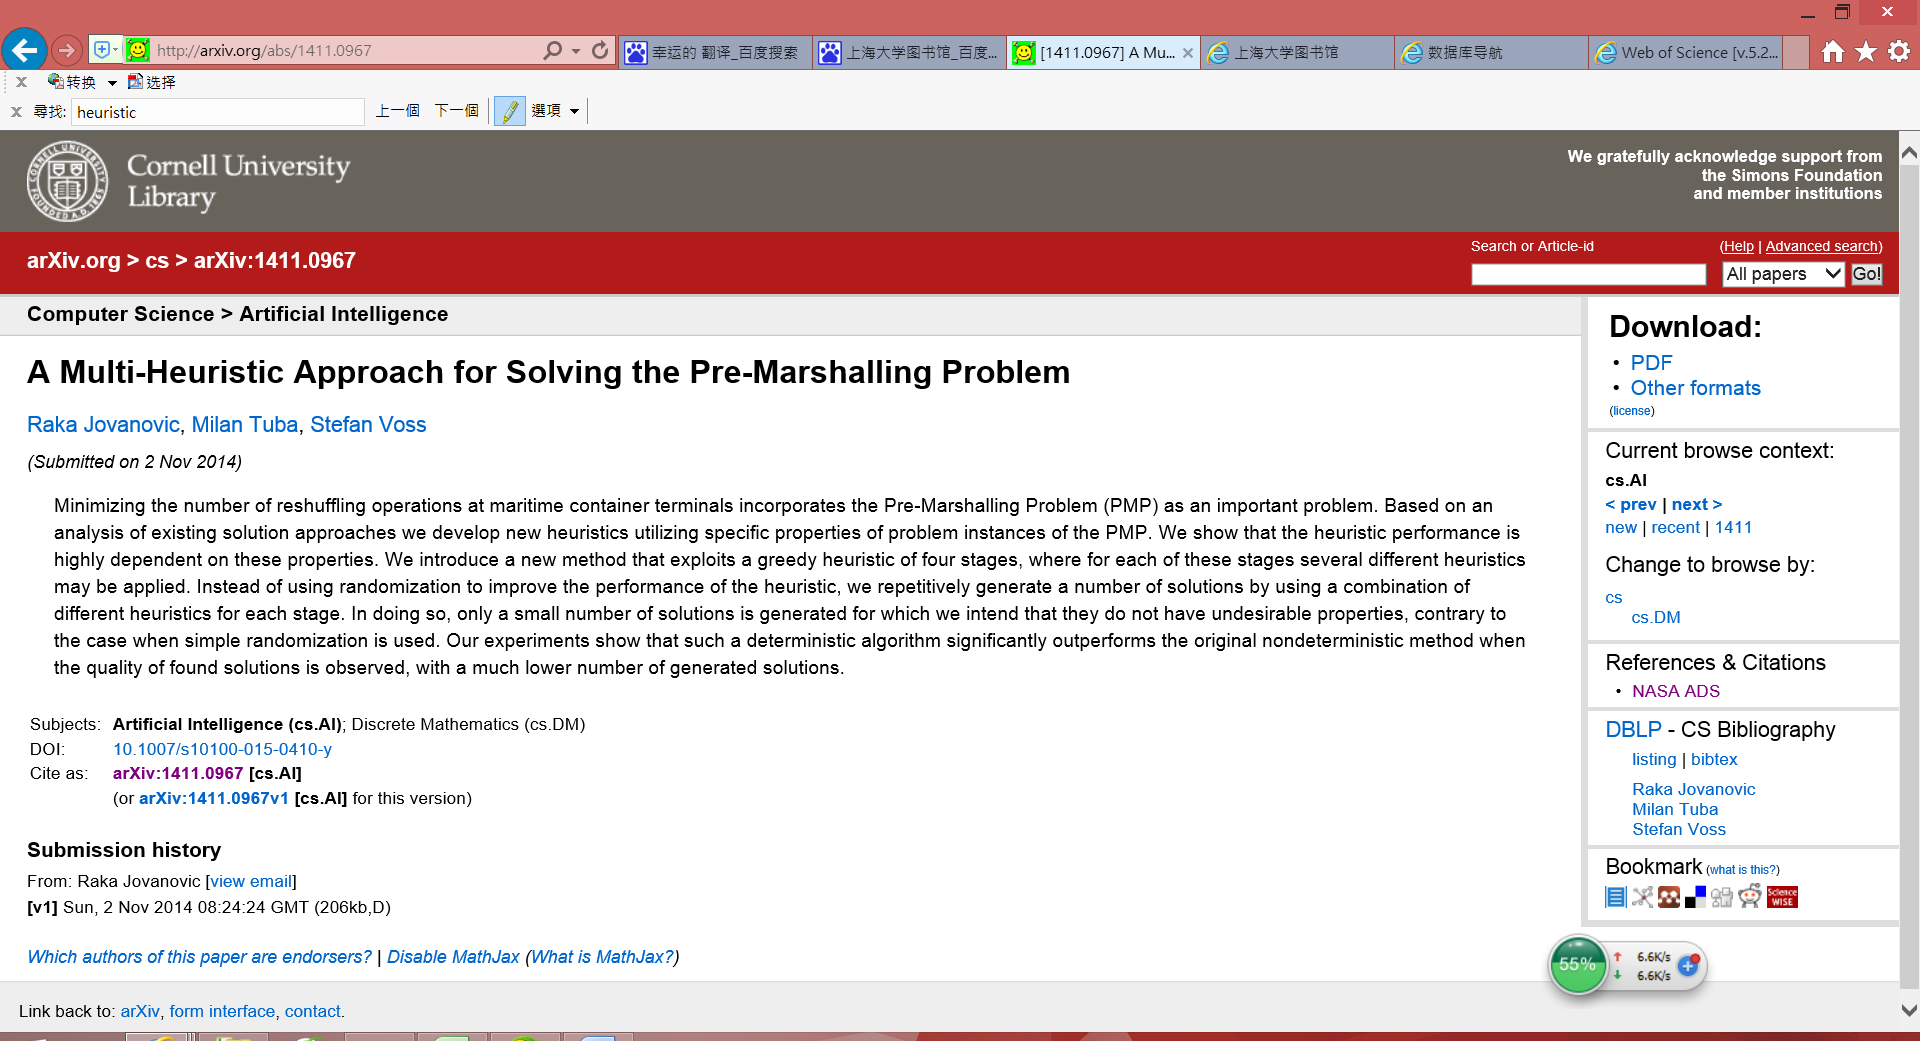 http://arxiv.org/abs/1411.0967
幸运的 翻译_百度搜索
上海大学图书馆_百度...
[1411.0967] A Mu...
上海大学图书馆
数据库导航
Web of Science [v.5.2...
转换
选择
尋找: heuristic
上一個
下一個
選項
Cornell University
Library
We gratefully acknowledge support from
the Simons Foundation
and member institutions
arXiv.org > cs > arXiv:1411.0967
Search or Article-id
(Help | Advanced search)
All papers
Go!
Computer Science > Artificial Intelligence
A Multi-Heuristic Approach for Solving the Pre-Marshalling Problem
Raka Jovanovic, Milan Tuba, Stefan Voss
(Submitted on 2 Nov 2014)
Minimizing the number of reshuffling operations at maritime container terminals incorporates the Pre-Marshalling Problem (PMP) as an important problem. Based on an
analysis of existing solution approaches we develop new heuristics utilizing specific properties of problem instances of the PMP. We show that the heuristic performance is
highly dependent on these properties. We introduce a new method that exploits a greedy heuristic of four stages, where for each of these stages several different heuristics
may be applied. Instead of using randomization to improve the performance of the heuristic, we repetitively generate a number of solutions by using a combination of
different heuristics for each stage. In doing so, only a small number of solutions is generated for which we intend that they do not have undesirable properties, contrary to
the case when simple randomization is used. Our experiments show that such a deterministic algorithm significantly outperforms the original nondeterministic method when
the quality of found solutions is observed, with a much lower number of generated solutions.
Subjects: Artificial Intelligence (cs.AI); Discrete Mathematics (cs.DM)
DOI: 10.1007/s10100-015-0410-y
Cite as: arXiv:1411.0967 [cs.AI]
(or arXiv:1411.0967v1 [cs.AI] for this version)
Submission history
From: Raka Jovanovic [view email]
[v1] Sun, 2 Nov 2014 08:24:24 GMT (206kb,D)
Which authors of this paper are endorsers? | Disable MathJax (What is MathJax?)
Link back to: arXiv, form interface, contact.
Download:
• PDF
• Other formats
(license)
Current browse context:
cs.AI
< prev | next >
new | recent | 1411
Change to browse by:
cs
cs.DM
References & Citations
• NASA ADS
DBLP - CS Bibliography
listing | bibtex
Raka Jovanovic
Milan Tuba
Stefan Voss
Bookmark (what is this?)
Science
WISE
55%
6.6K/s
6.6K/s